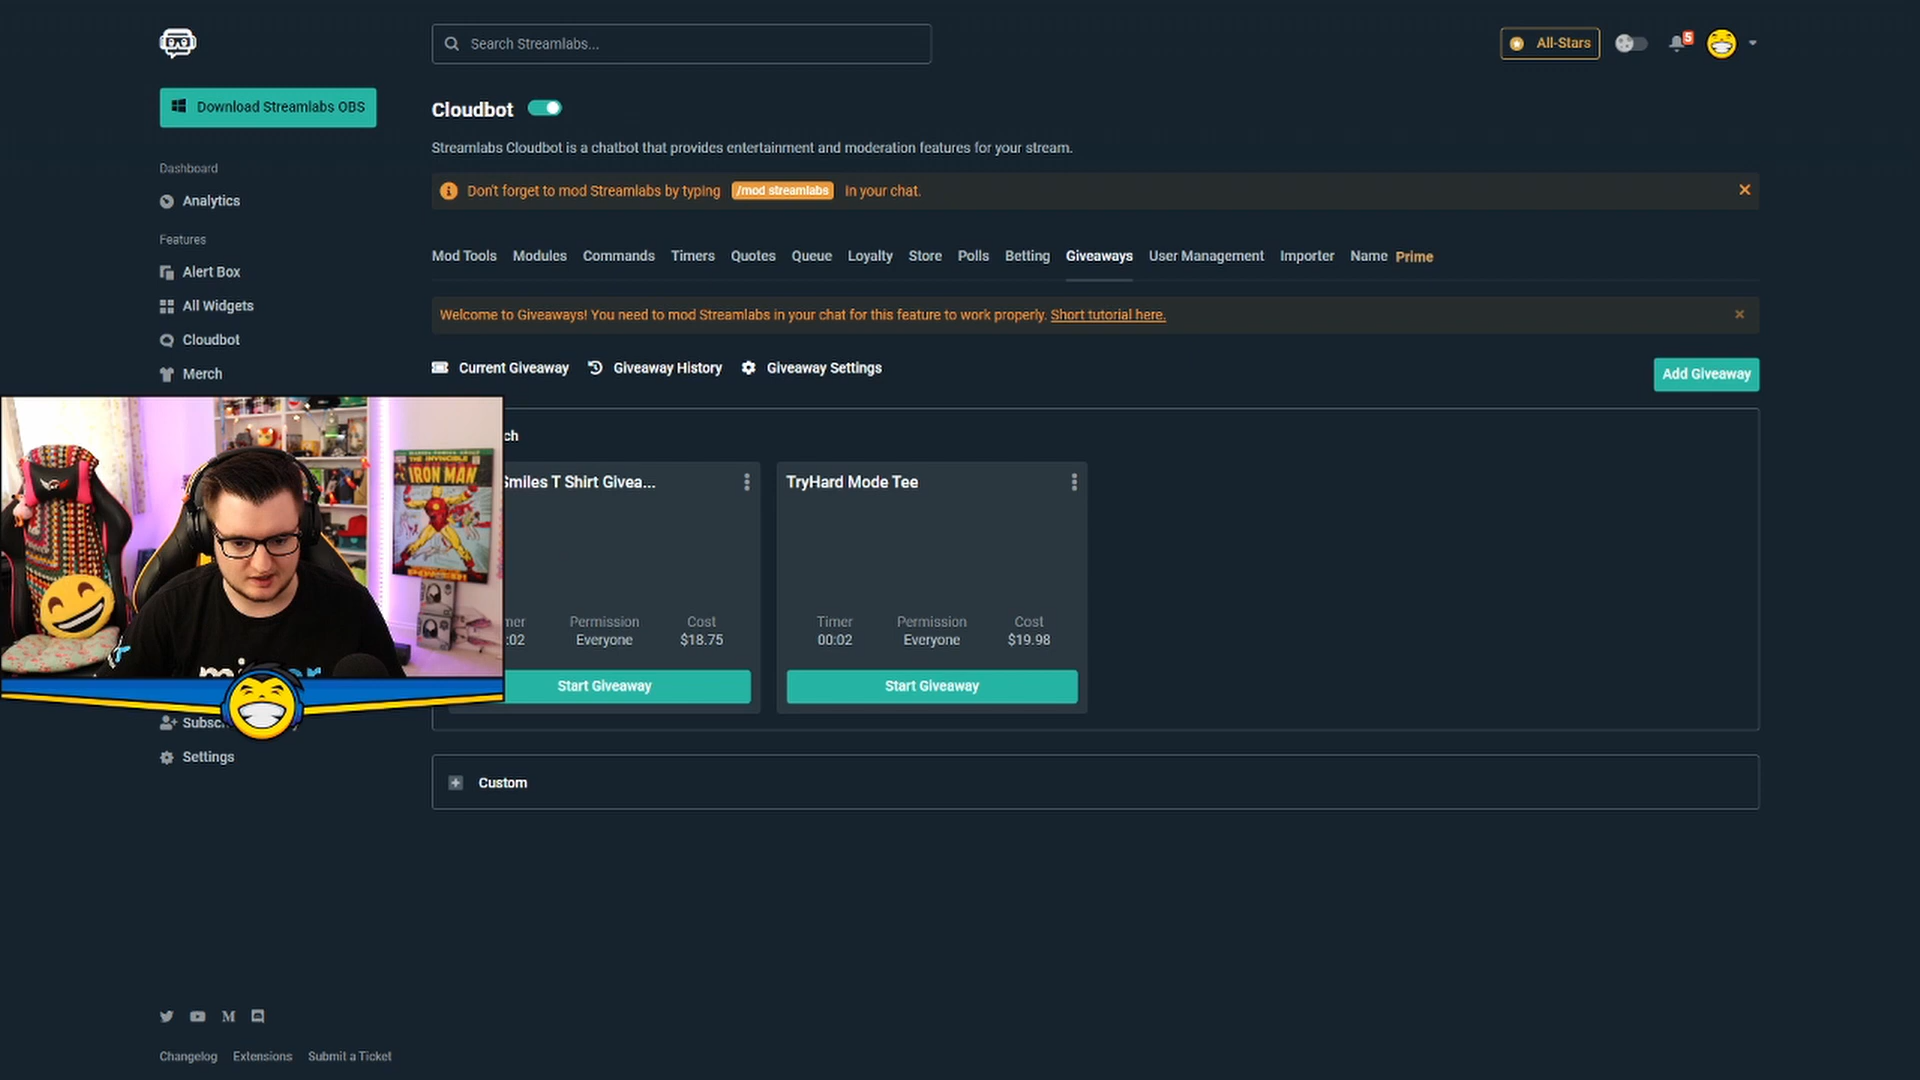 Search Streamlabs...
All-Stars
5
Download Streamlabs OBS
Cloudbot
Streamlabs Cloudbot is a chatbot that provides entertainment and moderation features for your stream.
Dashboard
Don't forget to mod Streamlabs by typing /mod streamlabs In your chat.
Analytics
Features
Mod Tools Modules Commands Timers Quotes Queue Loyalty Store Polls Betting Giveaways User Management Importer Name Prime
Alert Box
All Widgets
Welcome to Giveaways! You need to mod Streamlabs in your chat for this feature to work properly. Short tutorial here.
Cloudbot
Merch
Current Giveaway Giveaway History Giveaway Settings
Add Giveaway
ch
Smiles T Shirt Givea...
TryHard Mode Tee
THE INVINCIBLE
IRON MAN
mer Permission Cost
:02 Everyone $18.75
Timer Permission Cost
00:02 Everyone $19.98
Start Giveaway
Start Giveaway
Subsc
Settings
Custom
Changelog Extensions Submit a Ticket